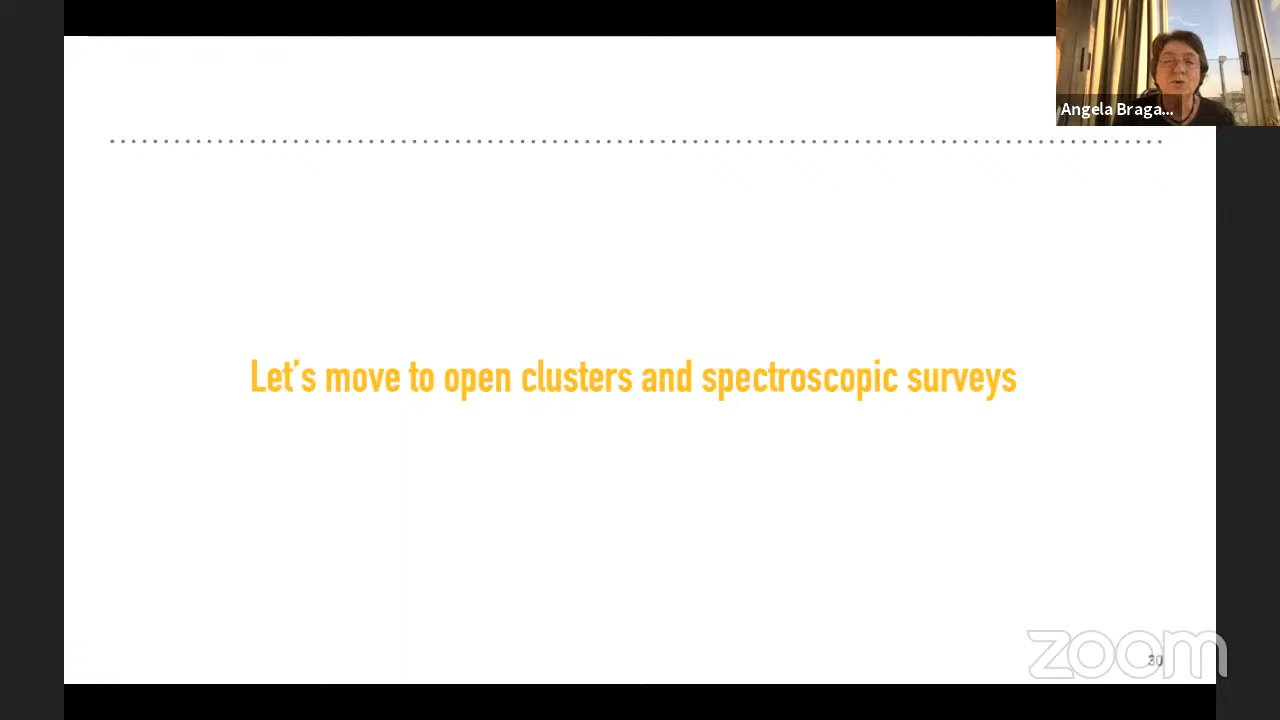 Angela Braga...
Let's move to open clusters and spectroscopic surveys
30
zoom